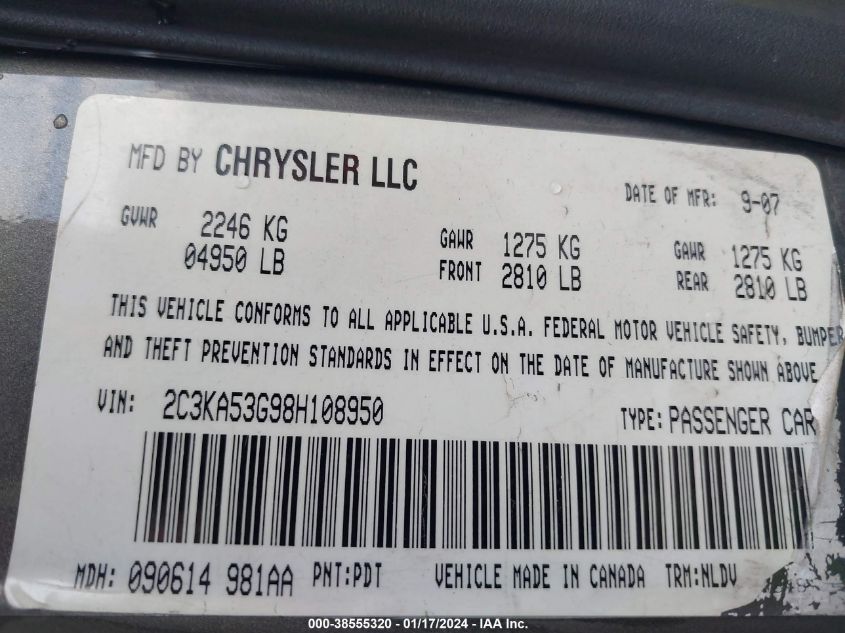 MFD BY CHRYSLER LLC DATE OF MFR: 9-07
GVWR 2246 KG GAWR 1275 KG GAWR 1275 KG
04950 LB FRONT 2810 LB REAR 2810 LB
THIS VEHICLE CONFORMS TO ALL APPLICABLE U.S.A. FEDERAL MOTOR VEHICLE SAFETY, BUMPER
AND THEFT PREVENTION STANDARDS IN EFFECT ON THE DATE OF MANUFACTURE SHOWN ABOVE
VIN: 2C3KA53G98H108950 TYPE: PASSENGER CAR
MDH: 090614 981AA PNT:PDT VEHICLE MADE IN CANADA TRM:NLDV
000-38555320 - 01/17/2024 - IAA Inc.